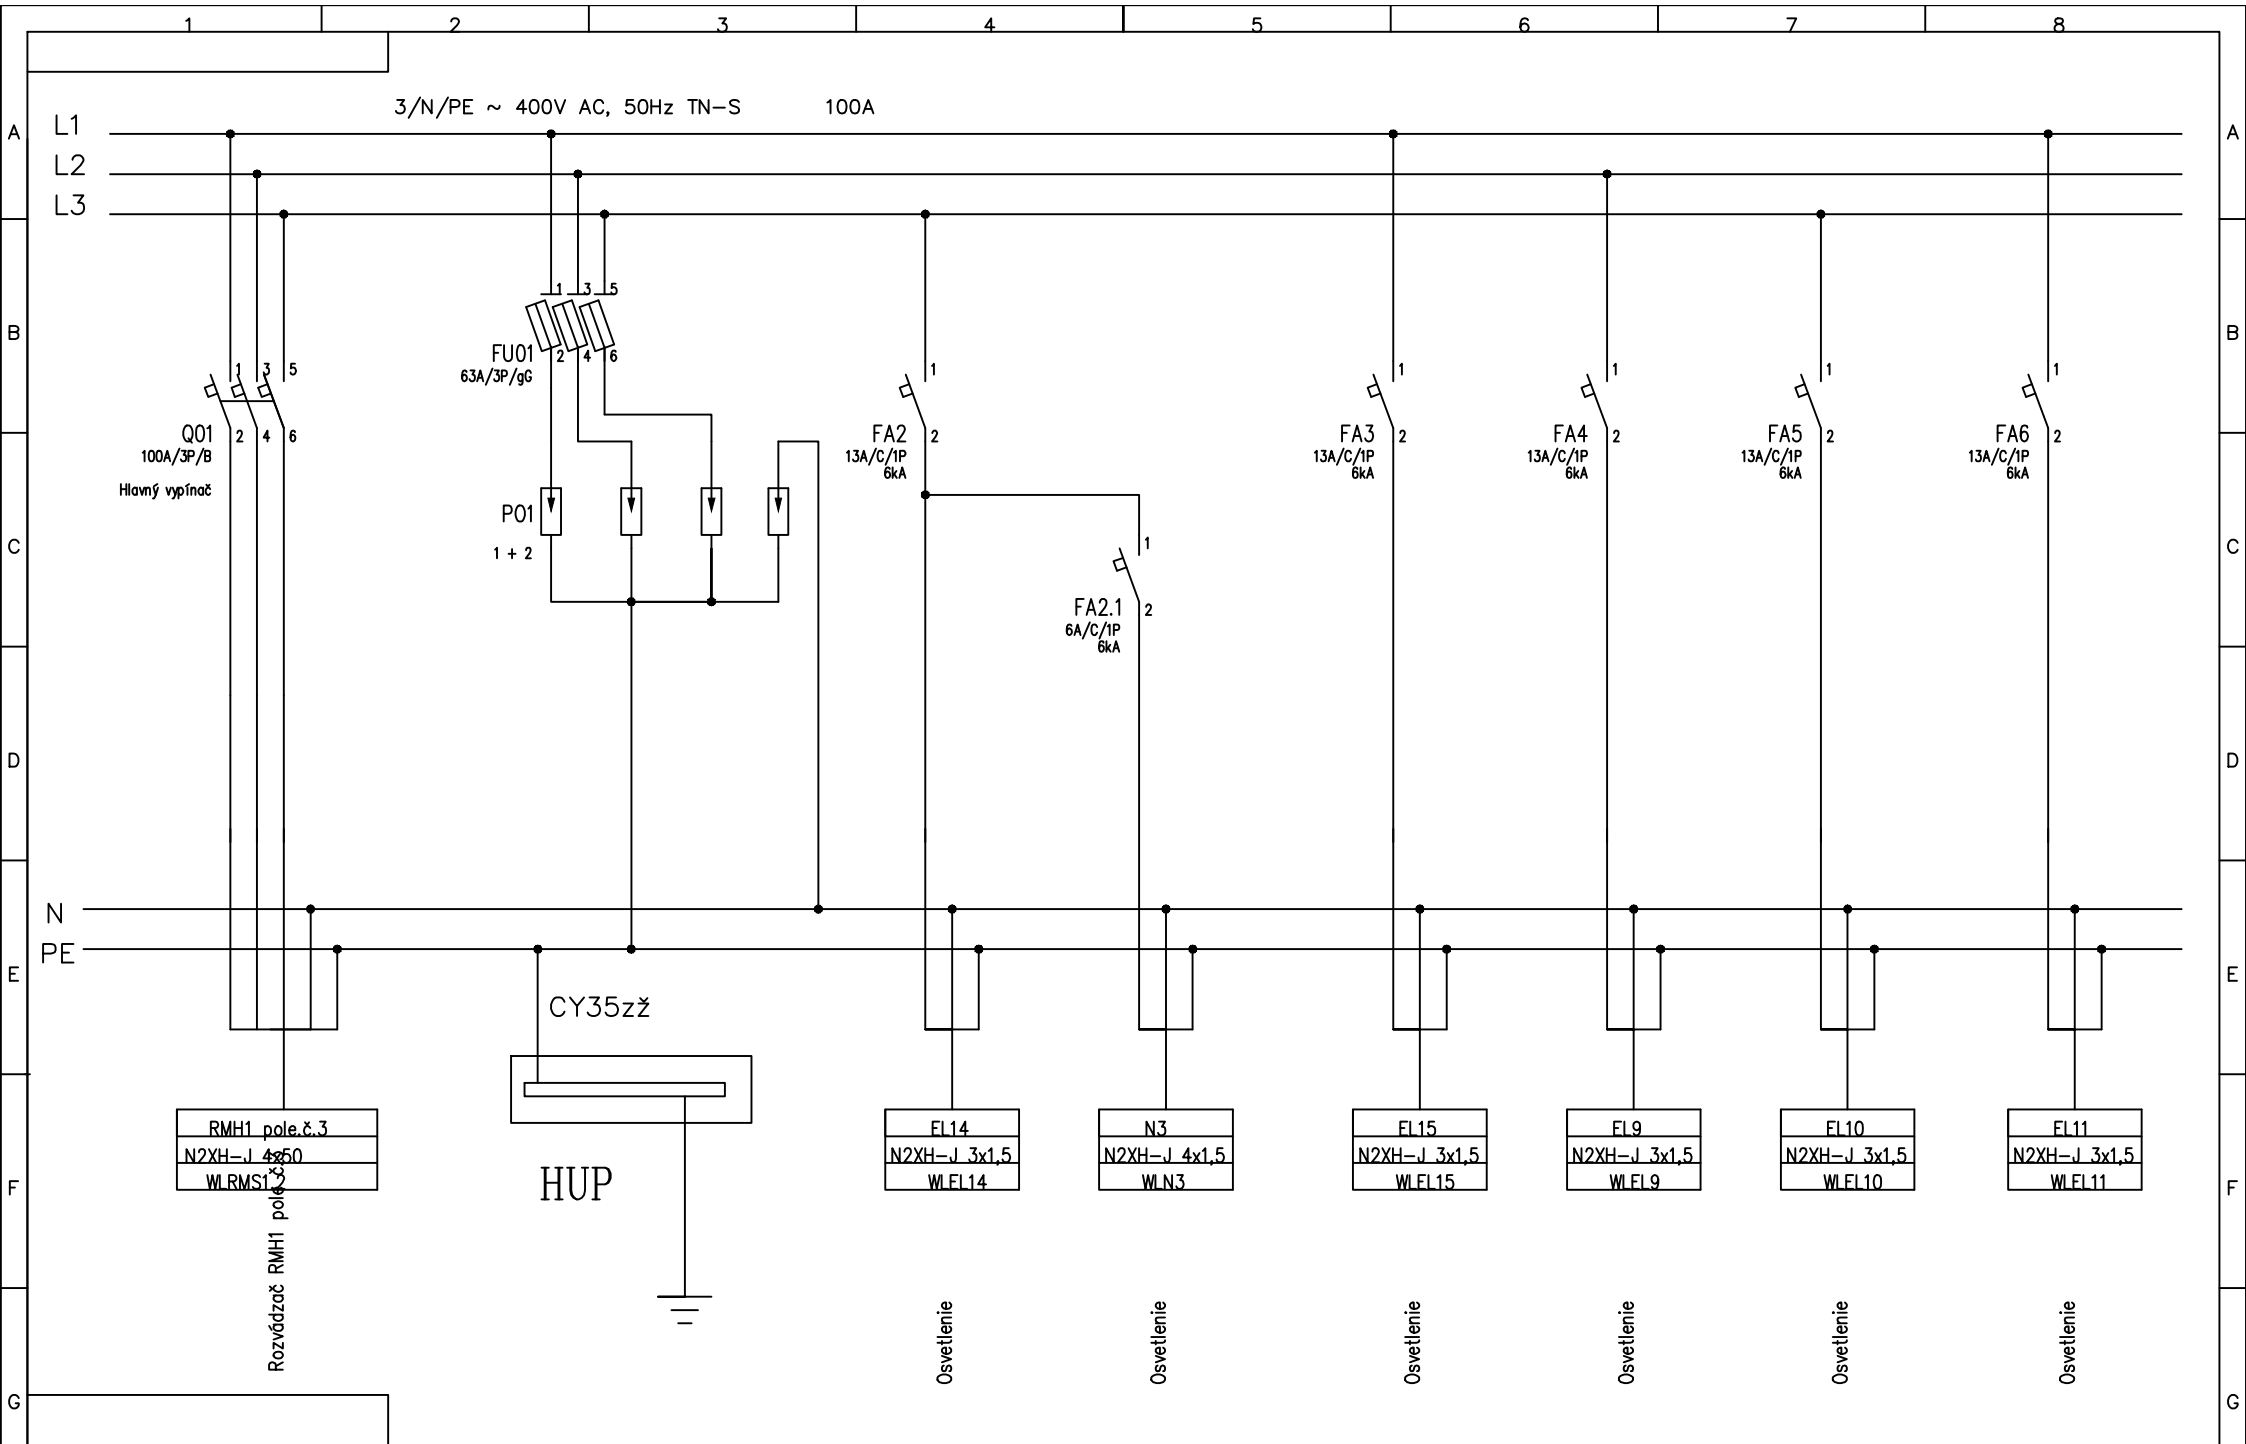 1 2 3 4 5 6 7 8
3/N/PE ~ 400V AC, 50Hz TN-S 100A
A L1 A
L2
L3
1 3 5
B B
FU01 2 4 6
63A/3P/gG
1 3 5 1 1 1 1 1
Q01 2 4 6 FA2 2 FA3 2 FA4 2 FA5 2 FA6 2
100A/3P/B 13A/C/1P 13A/C/1P 13A/C/1P 13A/C/1P 13A/C/1P
6kA 6kA 6kA 6kA 6kA
Hlavný vypínač
P01
1 + 2
C 1 C
FA2.1 2
6A/C/1P
6kA
D D
N
PE
E E
CY35zž
RMH1 pole.č.3 EL14 N3 EL15 EL9 EL10 EL11
N2XH-J 4x50 N2XH-J 3x1,5 N2XH-J 4x1,5 N2XH-J 3x1,5 N2XH-J 3x1,5 N2XH-J 3x1,5 N2XH-J 3x1,5
WLRMS1.2 WLEL14 WLN3 WLEL15 WLEL9 WLEL10 WLEL11
F HUP F
Rozvádzač RMH1 pole.č.3
Osvetlenie
Osvetlenie
Osvetlenie
Osvetlenie
Osvetlenie
Osvetlenie
G G